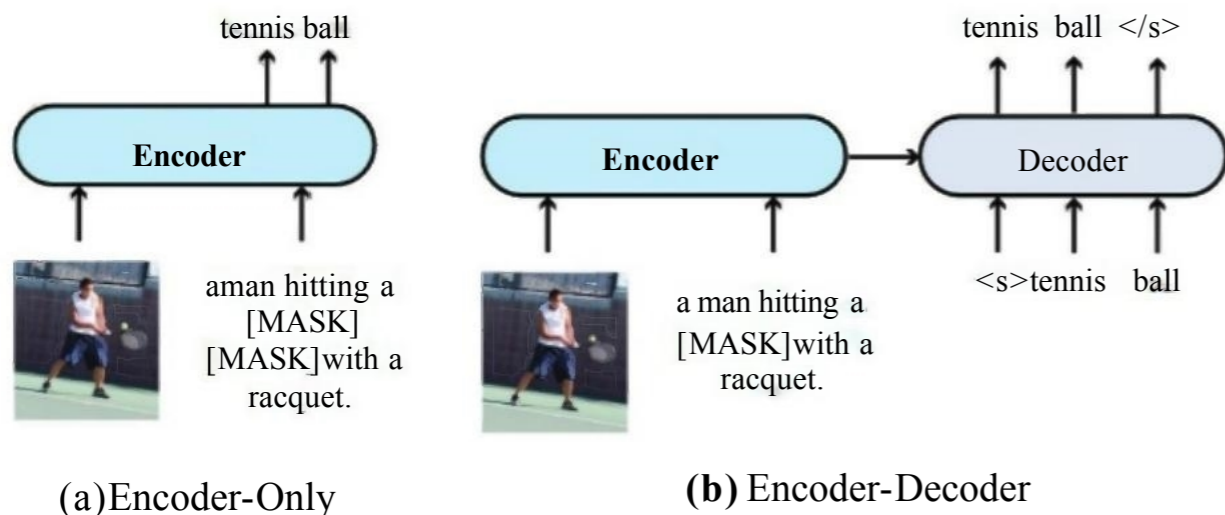 tennis ball
Encoder
aman hitting a
[MASK]
[MASK]with a
racquet.
(a)Encoder-Only
tennis ball </s>
Encoder
Decoder
a man hitting a
[MASK]with a
racquet.
<s>tennis ball
(b) Encoder-Decoder